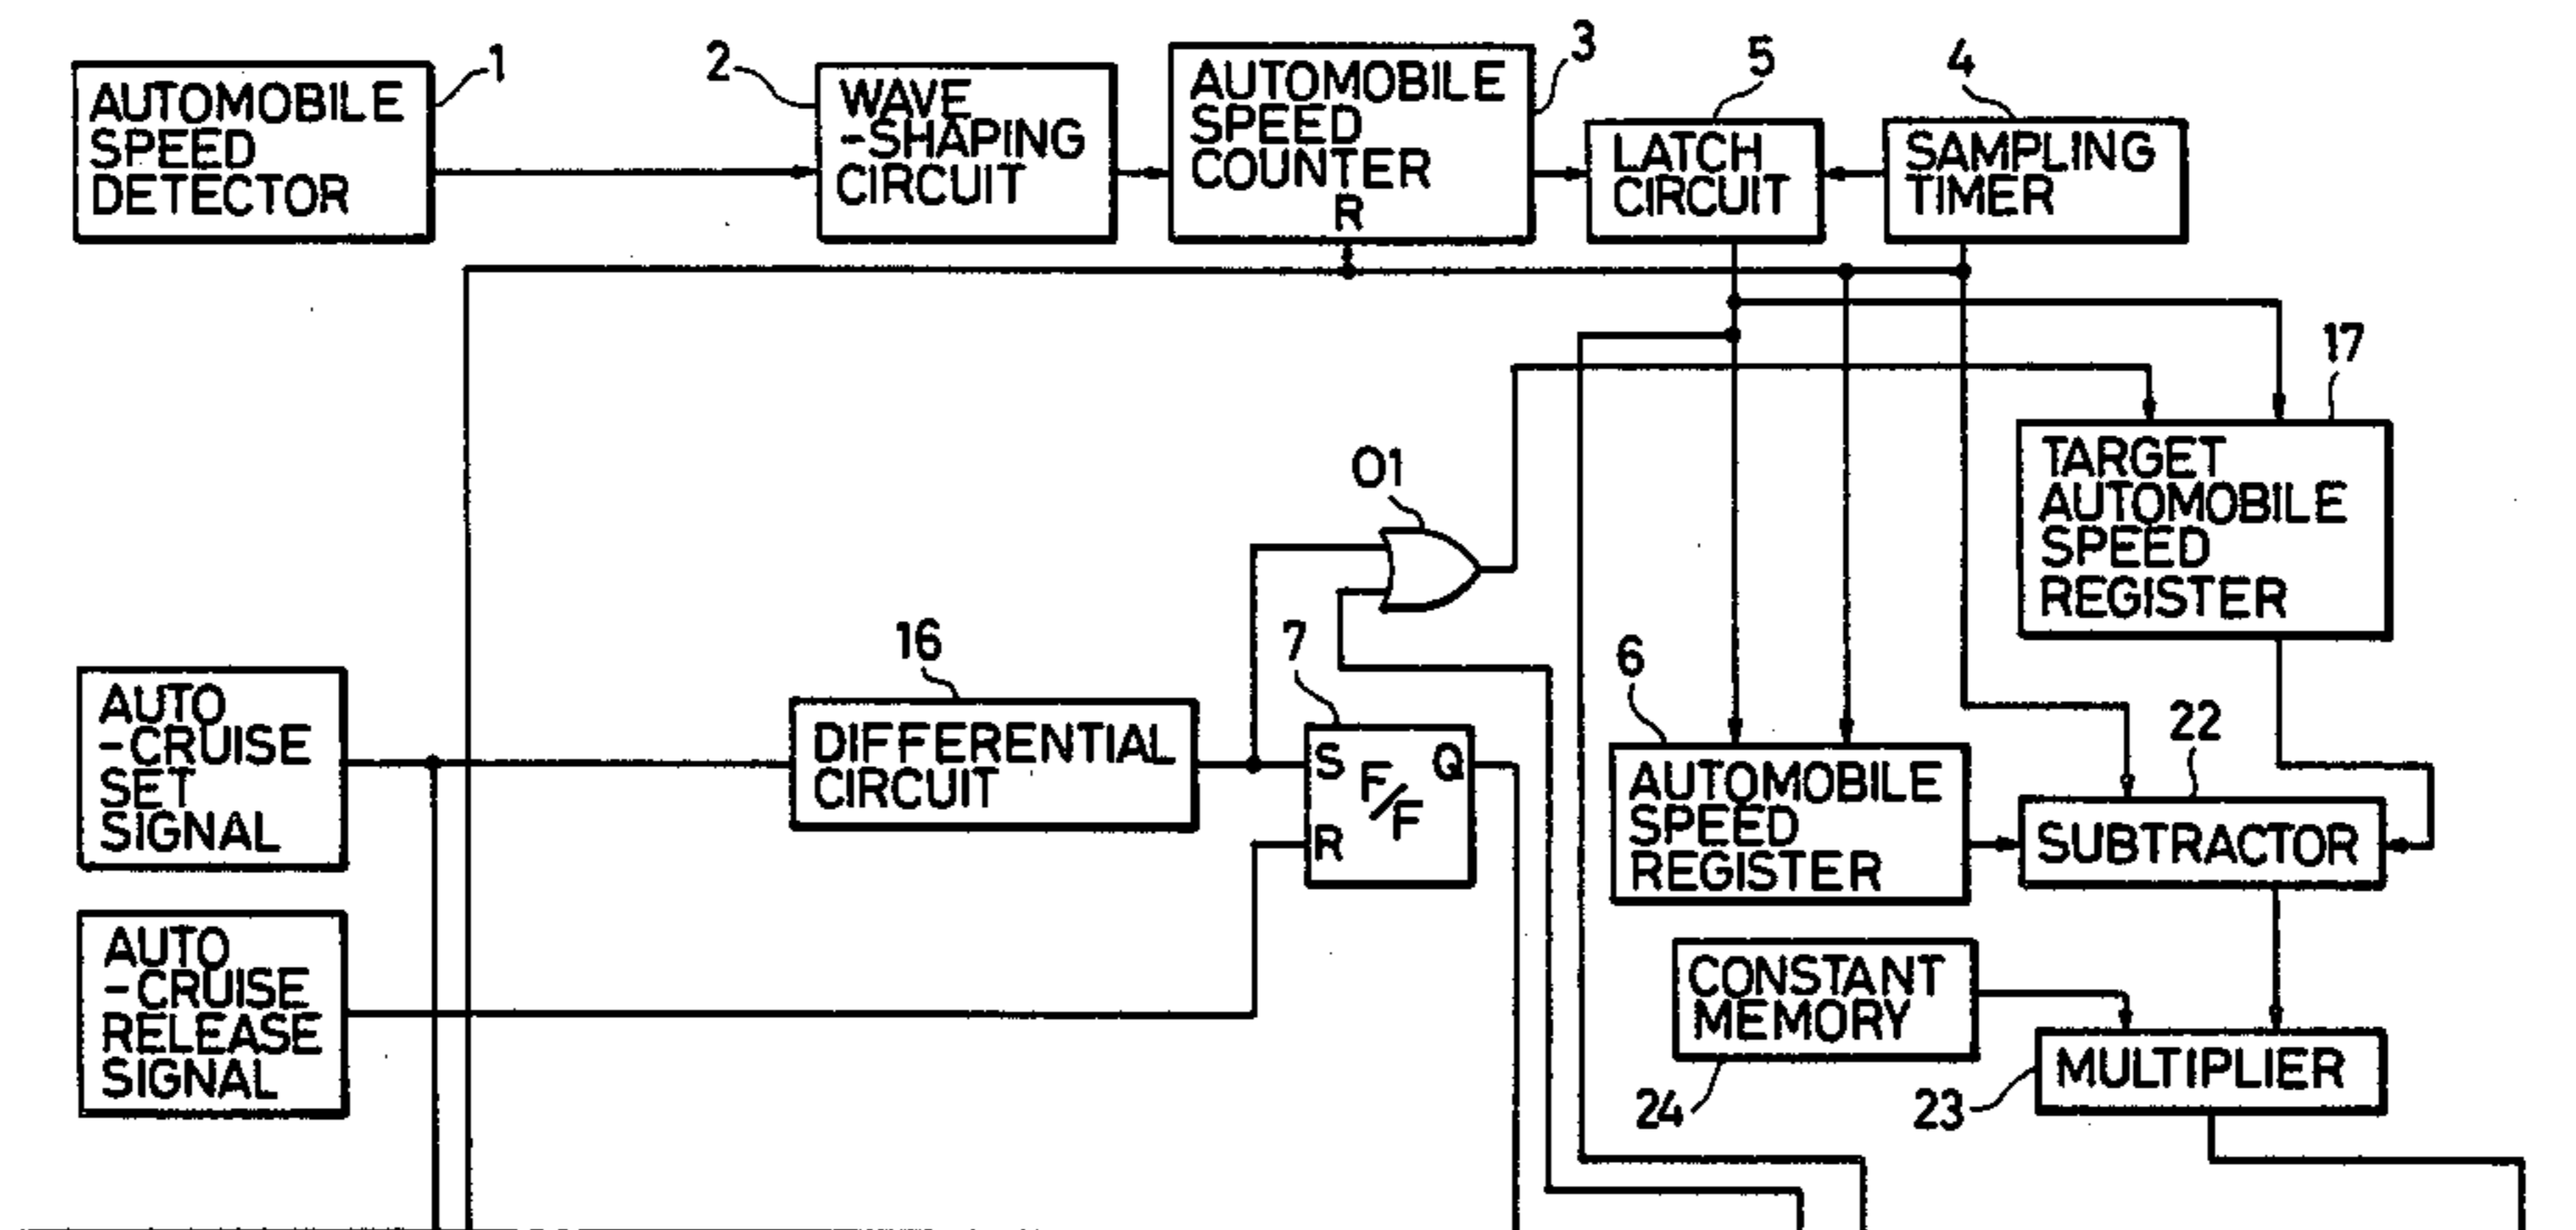 1
AUTOMOBILE
SPEED
DETECTOR
2
WAVE
-SHAPING
CIRCUIT
3
AUTOMOBILE
SPEED
COUNTER
R
5
LATCH
CIRCUIT
4
SAMPLING
TIMER
17
TARGET
AUTOMOBILE
SPEED
REGISTER
O1
AUTO
-CRUISE
SET
SIGNAL
16
DIFFERENTIAL
CIRCUIT
7
S F/F Q
R
6
AUTOMOBILE
SPEED
REGISTER
22
SUBTRACTOR
AUTO
-CRUISE
RELEASE
SIGNAL
CONSTANT
MEMORY
24
MULTIPLIER
23